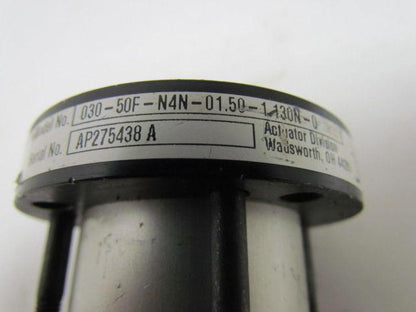 Model No. 030-50F-N4N-01.50-1-130N-0
Serial No. AP275438 A
Actuator Division
Wadsworth, OH